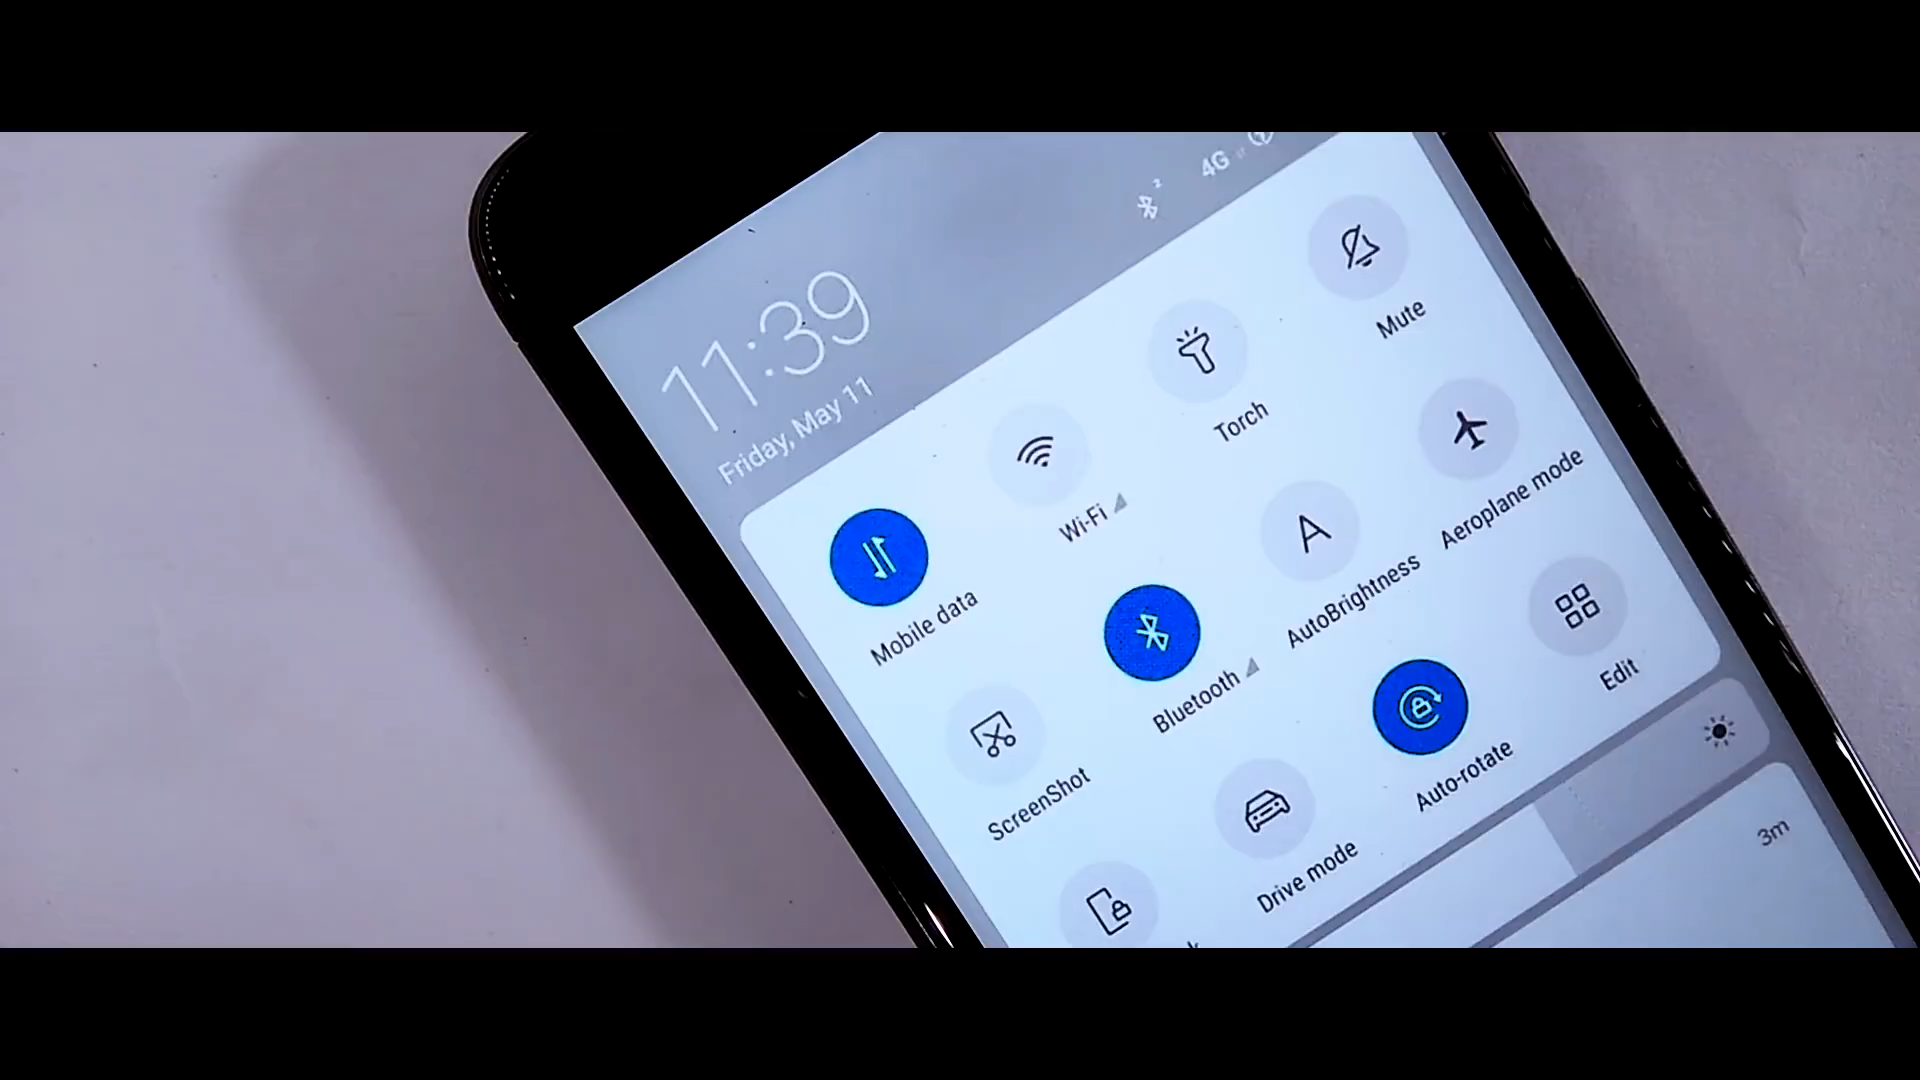 4G
11:39
Friday, May 11
Mobile data
Wi-Fi
Torch
Mute
ScreenShot
Bluetooth
AutoBrightness
Aeroplane mode
Drive mode
Auto-rotate
Edit
3m